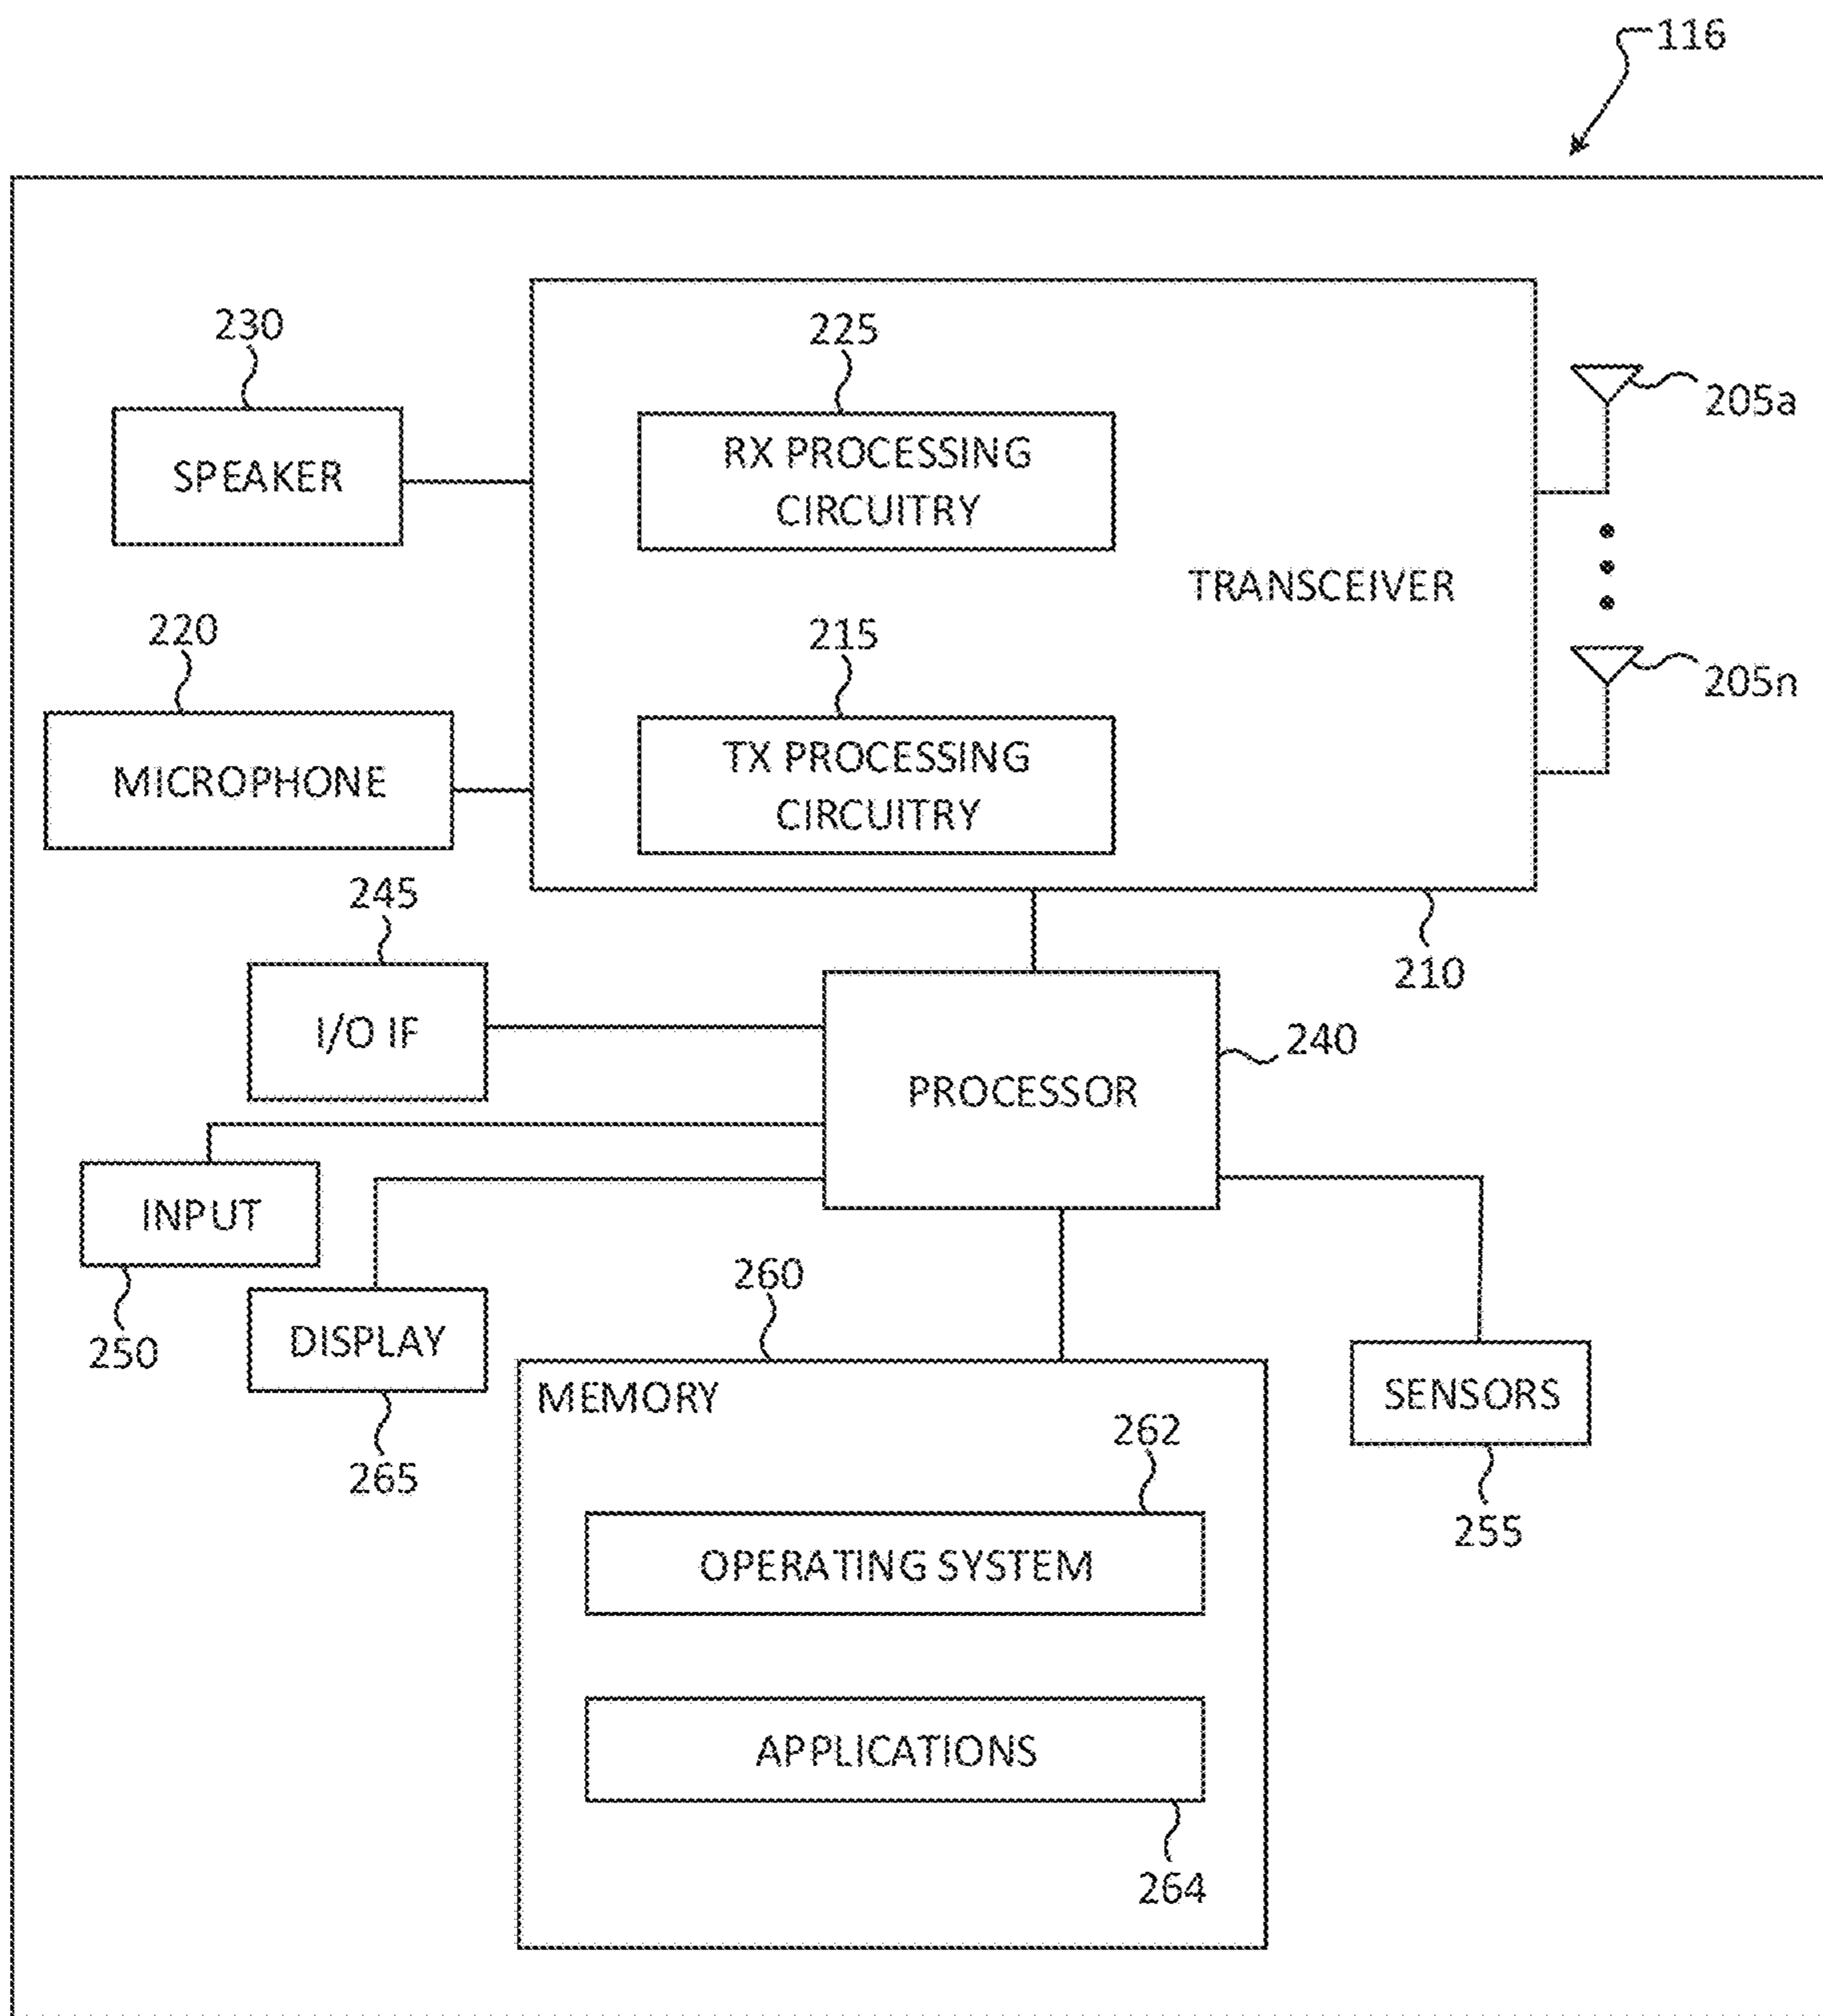 116
230
225
205a
SPEAKER
RX PROCESSING
CIRCUITRY
TRANSCEIVER
220
215
205n
MICROPHONE
TX PROCESSING
CIRCUITRY
245
210
I/O IF
240
PROCESSOR
INPUT
250
260
DISPLAY
265
MEMORY
SENSORS
255
262
OPERATING SYSTEM
APPLICATIONS
264